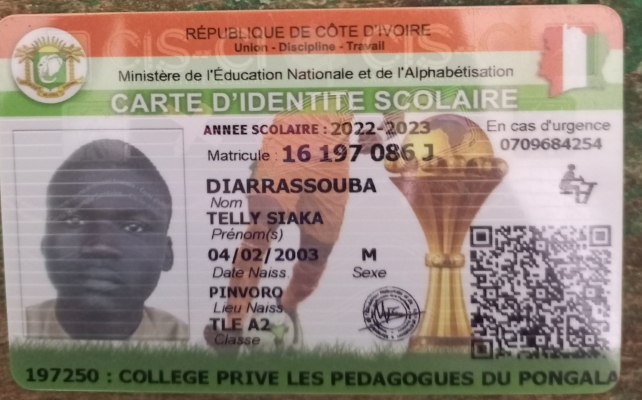 RÉPUBLIQUE DE CÔTE D'IVOIRE
Union - Discipline - Travail
Ministère de l'Éducation Nationale et de l'Alphabétisation
CARTE D'IDENTITE SCOLAIRE
ANNEE SCOLAIRE : 2022-2023
En cas d'urgence
0709684254
Matricule : 16 197 086 J
DIARRASSOUBA
Nom
TELLY SIAKA
Prénom(s)
04/02/2003 M
Date Naiss Sexe
PINVORO
Lieu Naiss
TLE A2
Classe
197250 : COLLEGE PRIVE LES PEDAGOGUES DU PONGALA